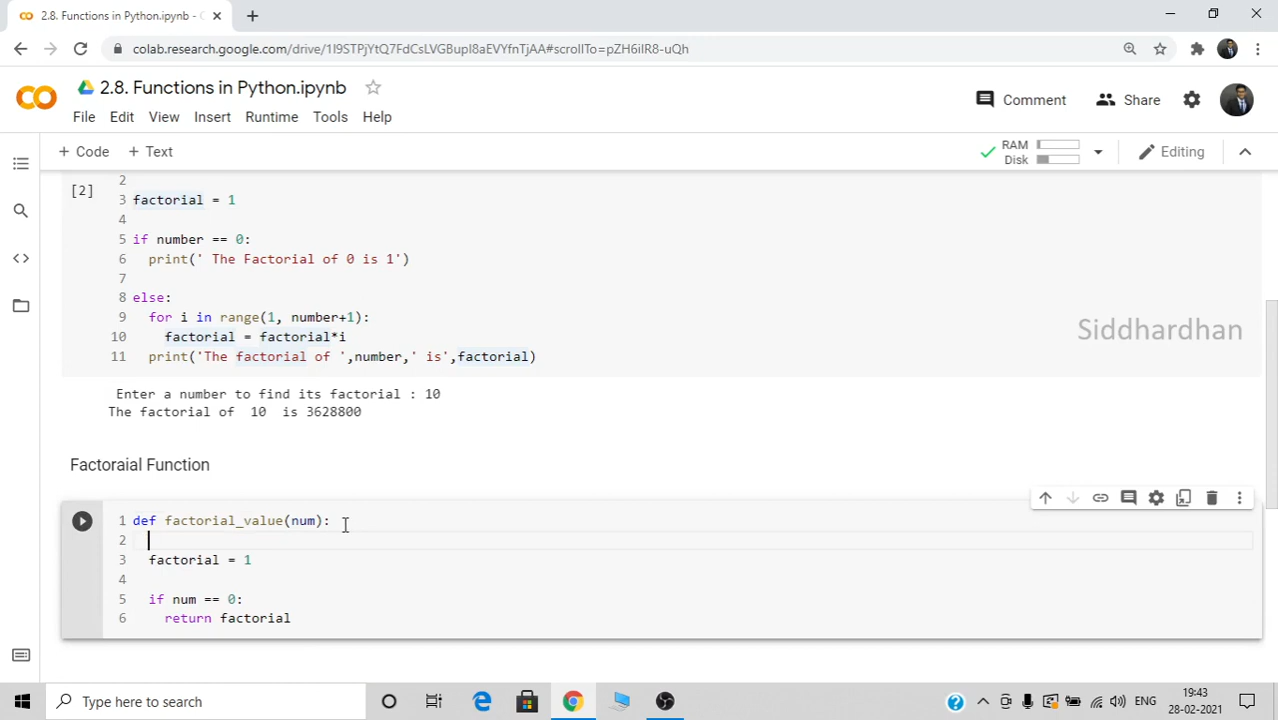 2.8. Functions in Python.ipynb - C
colab.research.google.com/drive/1I9STPjYtQ7FdCsLVGBupI8aEVYfnTjAA#scrollTo=pZH6iIR8-uQh
2.8. Functions in Python.ipynb
Comment
Share
File Edit View Insert Runtime Tools Help
+ Code + Text
RAM
Disk
Editing
2
[2]
3 factorial = 1
4
5 if number == 0:
6 print(' The Factorial of 0 is 1')
7
8 else:
9 for i in range(1, number+1):
10 factorial = factorial*i
11 print('The factorial of ',number,' is',factorial)
Siddhardhan
Enter a number to find its factorial : 10
The factorial of 10 is 3628800
Factoraial Function
1 def factorial_value(num):
2
3 factorial = 1
4
5 if num == 0:
6 return factorial
Type here to search
ENG
19:43
28-02-2021